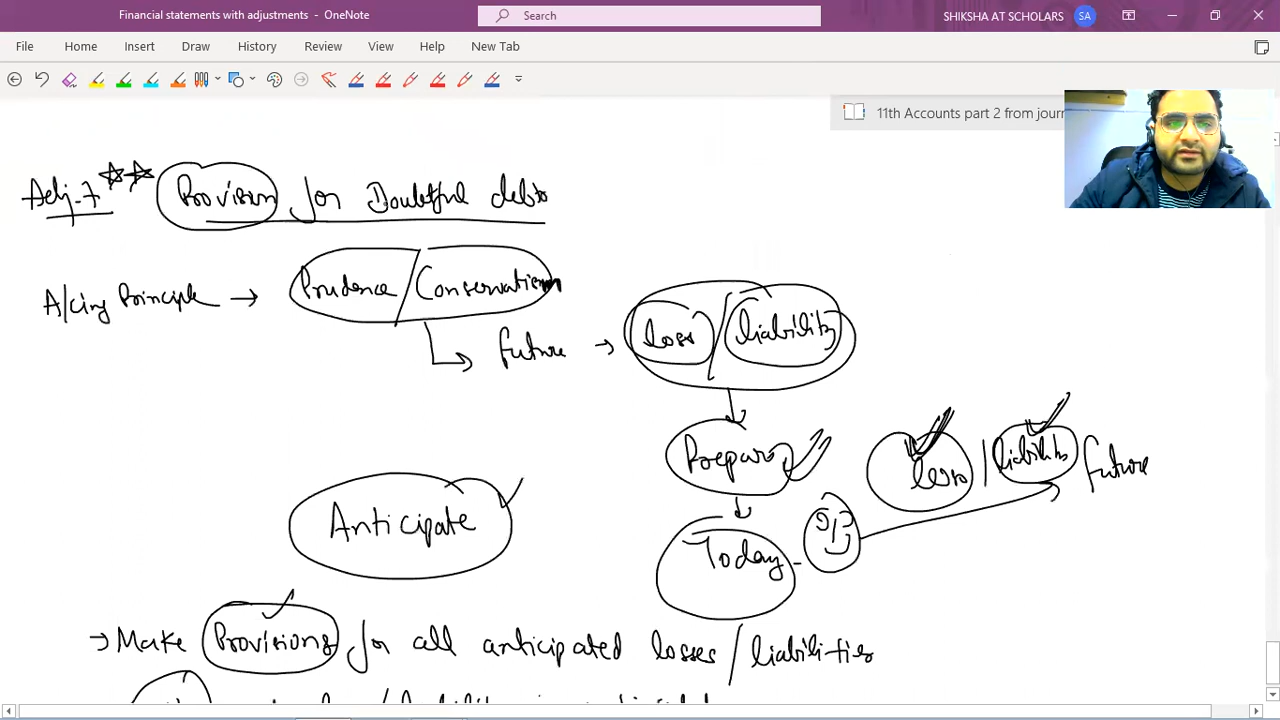 Financial statements with adjustments - OneNote
Search
SHIKSHA AT SCHOLARS SA
File Home Insert Draw History Review View Help New Tab
11th Accounts part 2 from jour
Adj-7 Provision for Doubtful debts
A/cing Principle → Prudence / Conservatism
future → loss / liability
Prepare
loss / liability future
Anticipate
Today
→ Make Provisions for all anticipated losses / liabilities